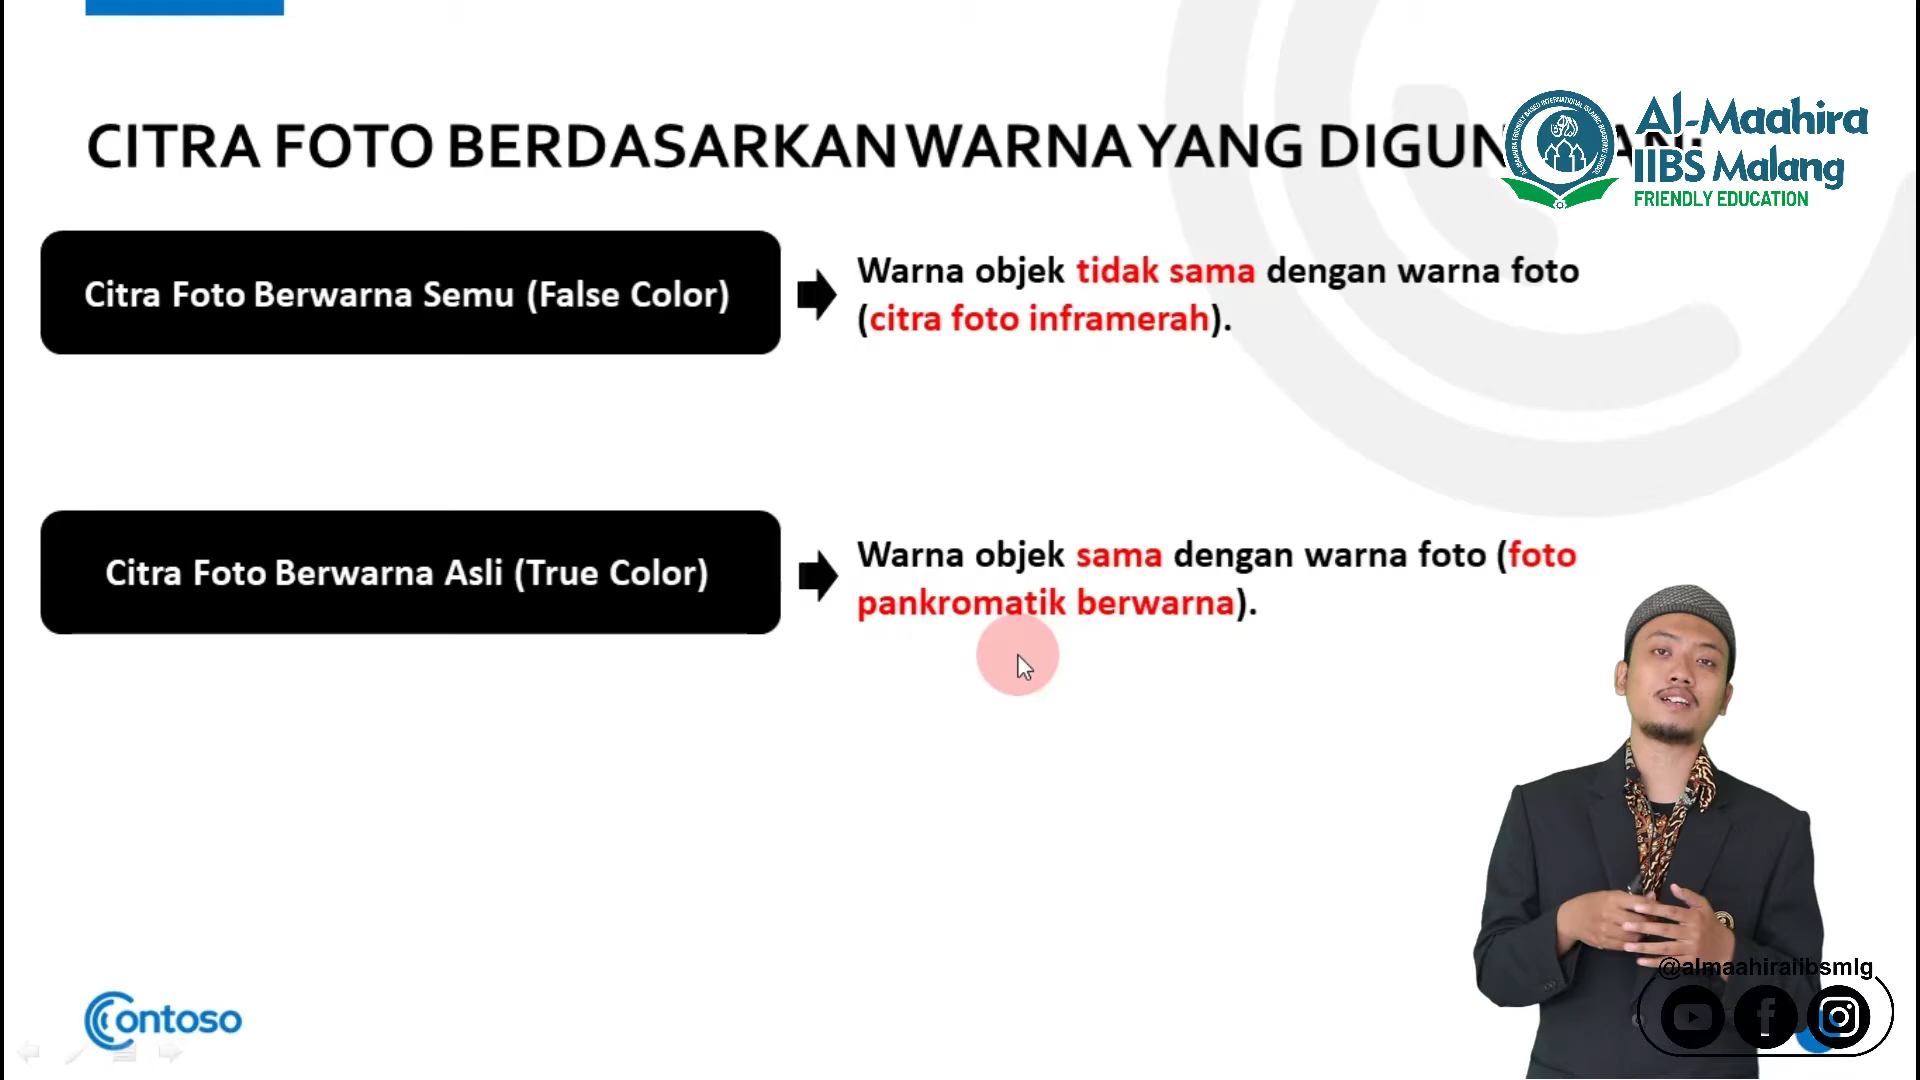 CITRA FOTO BERDASARKAN WARNA YANG
Al-Maahira
IIBS Malang
FRIENDLY EDUCATION
Citra Foto Berwarna Semu (False Color)
Warna objek tidak sama dengan warna foto
(citra foto inframerah).
Citra Foto Berwarna Asli (True Color)
Warna objek sama dengan warna foto (foto
pankromatik berwarna).
@almaahiraiibsmlg
Contoso